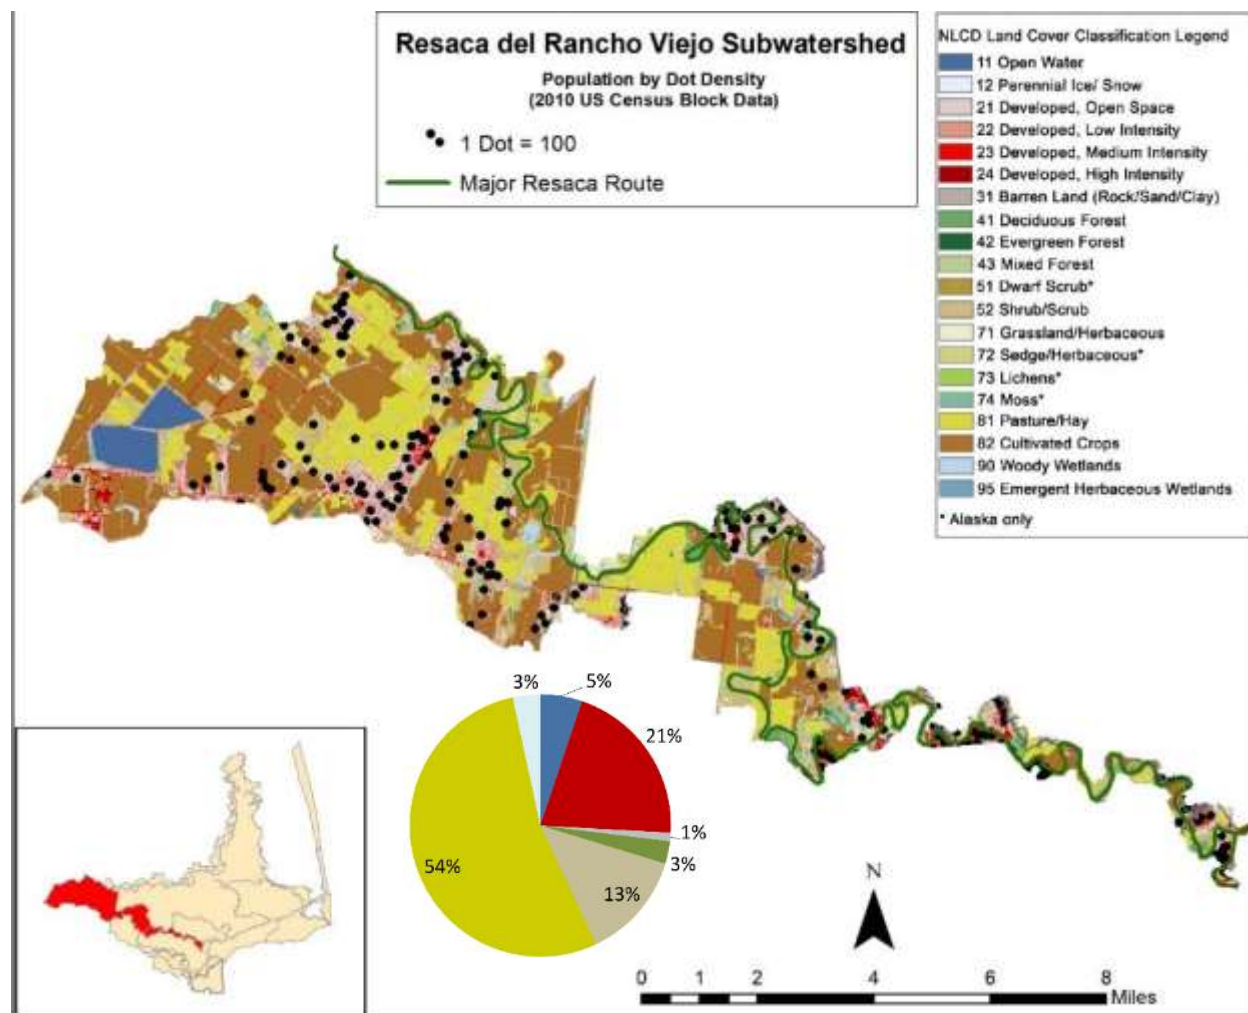 Resaca del Rancho Viejo Subwatershed
Population by Dot Density
(2010 US Census Block Data)
1 Dot = 100
Major Resaca Route
NLCD Land Cover Classification Legend
11 Open Water
12 Perennial Ice/ Snow
21 Developed, Open Space
22 Developed, Low Intensity
23 Developed, Medium Intensity
24 Developed, High Intensity
31 Barren Land (Rock/Sand/Clay)
41 Deciduous Forest
42 Evergreen Forest
43 Mixed Forest
51 Dwarf Scrub*
52 Shrub/Scrub
71 Grassland/Herbaceous
72 Sedge/Herbaceous*
73 Lichens*
74 Moss*
81 Pasture/Hay
82 Cultivated Crops
90 Woody Wetlands
95 Emergent Herbaceous Wetlands
* Alaska only
3%
5%
21%
1%
3%
13%
54%
N
0 1 2 4 6 8
Miles